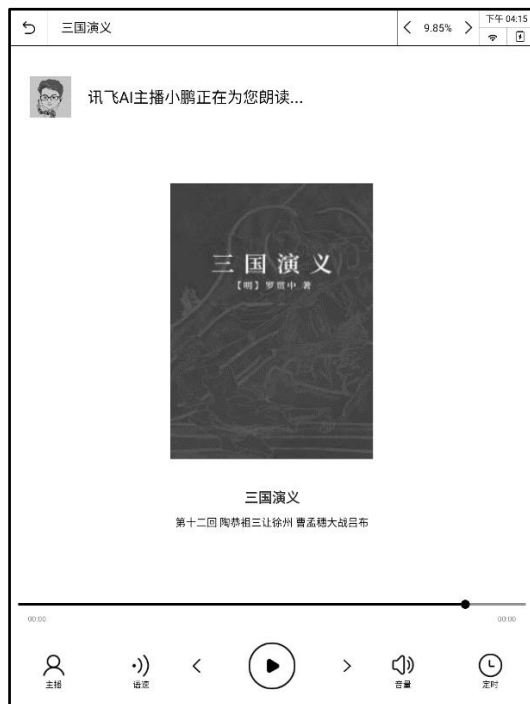 三国演义
9.85%
下午 04:15
讯飞AI主播小鹏正在为您朗读...
三国演义
【明】罗贯中 著
三国演义
第十二回 陶恭祖三让徐州 曹孟穗大战吕布
00:00
00:00
主播
语速
音量
定时